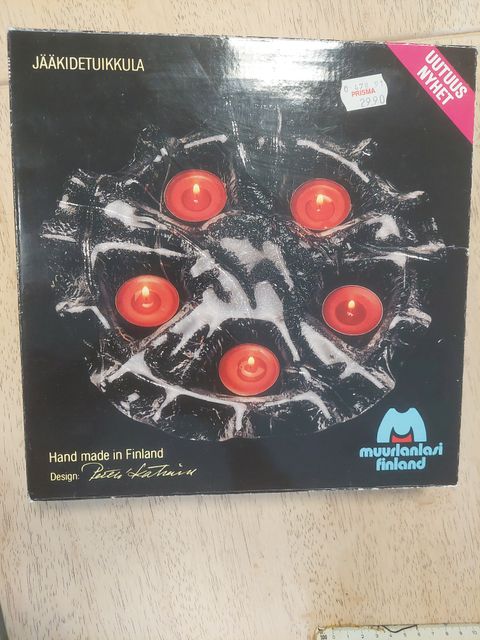 JÄÄKIDETUIKKULA
UUTUUS
NYHET
PRISMA
29.90
Hand made in Finland
Design:
muurlanlasi
finland